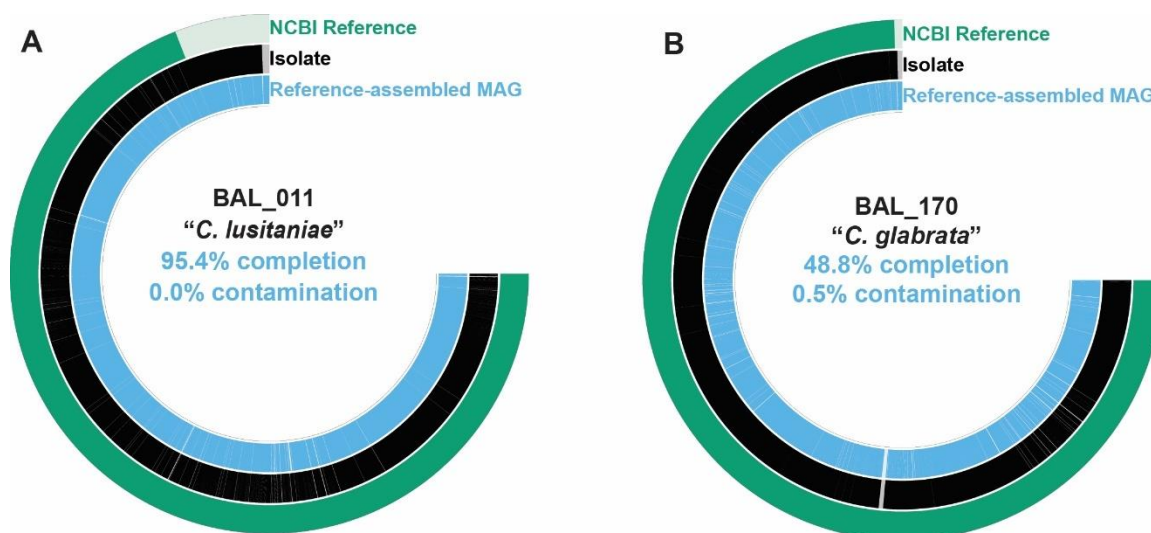 A
NCBI Reference
Isolate
Reference-assembled MAG
BAL_011
“C. lusitaniae”
95.4% completion
0.0% contamination
B
NCBI Reference
Isolate
Reference-assembled MAG
BAL_170
“C. glabrata”
48.8% completion
0.5% contamination